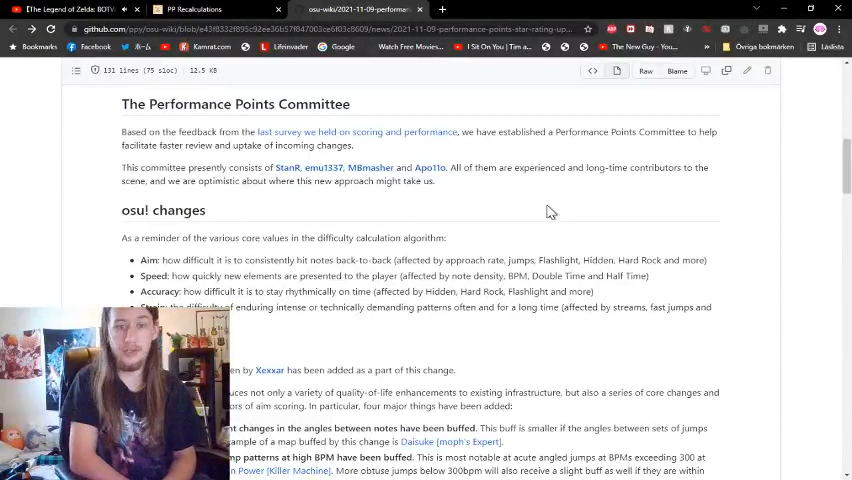 【The Legend of Zelda: BOTW
PP Recalculations
osu-wiki/2021-11-09-performan
github.com/ppy/osu-wiki/blob/e43f8332f895c92ee36b57164847003ce6f03c8609/news/2021-11-09-performance-points-star-rating-up...
Facebook
Twitter
Kamrat.com
Lifeinvader
Google
Watch Free Movies...
I Sit On You | Tim a...
The New Guy - You...
Övriga bokmärken
Läslista
131 lines (75 sloc)
12.5 KB
Raw
Blame
The Performance Points Committee
Based on the feedback from the last survey we held on scoring and performance, we have established a Performance Points Committee to help
facilitate faster review and uptake of incoming changes.
This committee presently consists of StanR, emu1337, MBmasher and Apo11o. All of them are experienced and long-time contributors to the
scene, and we are optimistic about where this new approach might take us.
osu! changes
As a reminder of the various core values in the difficulty calculation algorithm:
Aim: how difficult it is to consistently hit notes back-to-back (affected by approach rate, jumps, Flashlight, Hidden, Hard Rock and more)
Speed: how quickly new elements are presented to the player (affected by note density, BPM, Double Time and Half Time)
Accuracy: how difficult it is to stay rhythmically on time (affected by Hidden, Hard Rock, Flashlight and more)
Strain: the difficulty of enduring intense or technically demanding patterns often and for a long time (affected by streams, fast jumps and
en by Xexxar has been added as a part of this change.
uces not only a variety of quality-of-life enhancements to existing infrastructure, but also a series of core changes and
ors of aim scoring. In particular, four major things have been added:
nt changes in the angles between notes have been buffed. This buff is smaller if the angles between sets of jumps
xample of a map buffed by this change is Daisuke [moph's Expert].
mp patterns at high BPM have been buffed. This is most notable at acute angled jumps at BPMs exceeding 300 at
n Power [Killer Machine]. More obtuse jumps below 300bpm will also receive a slight buff as well if they are within